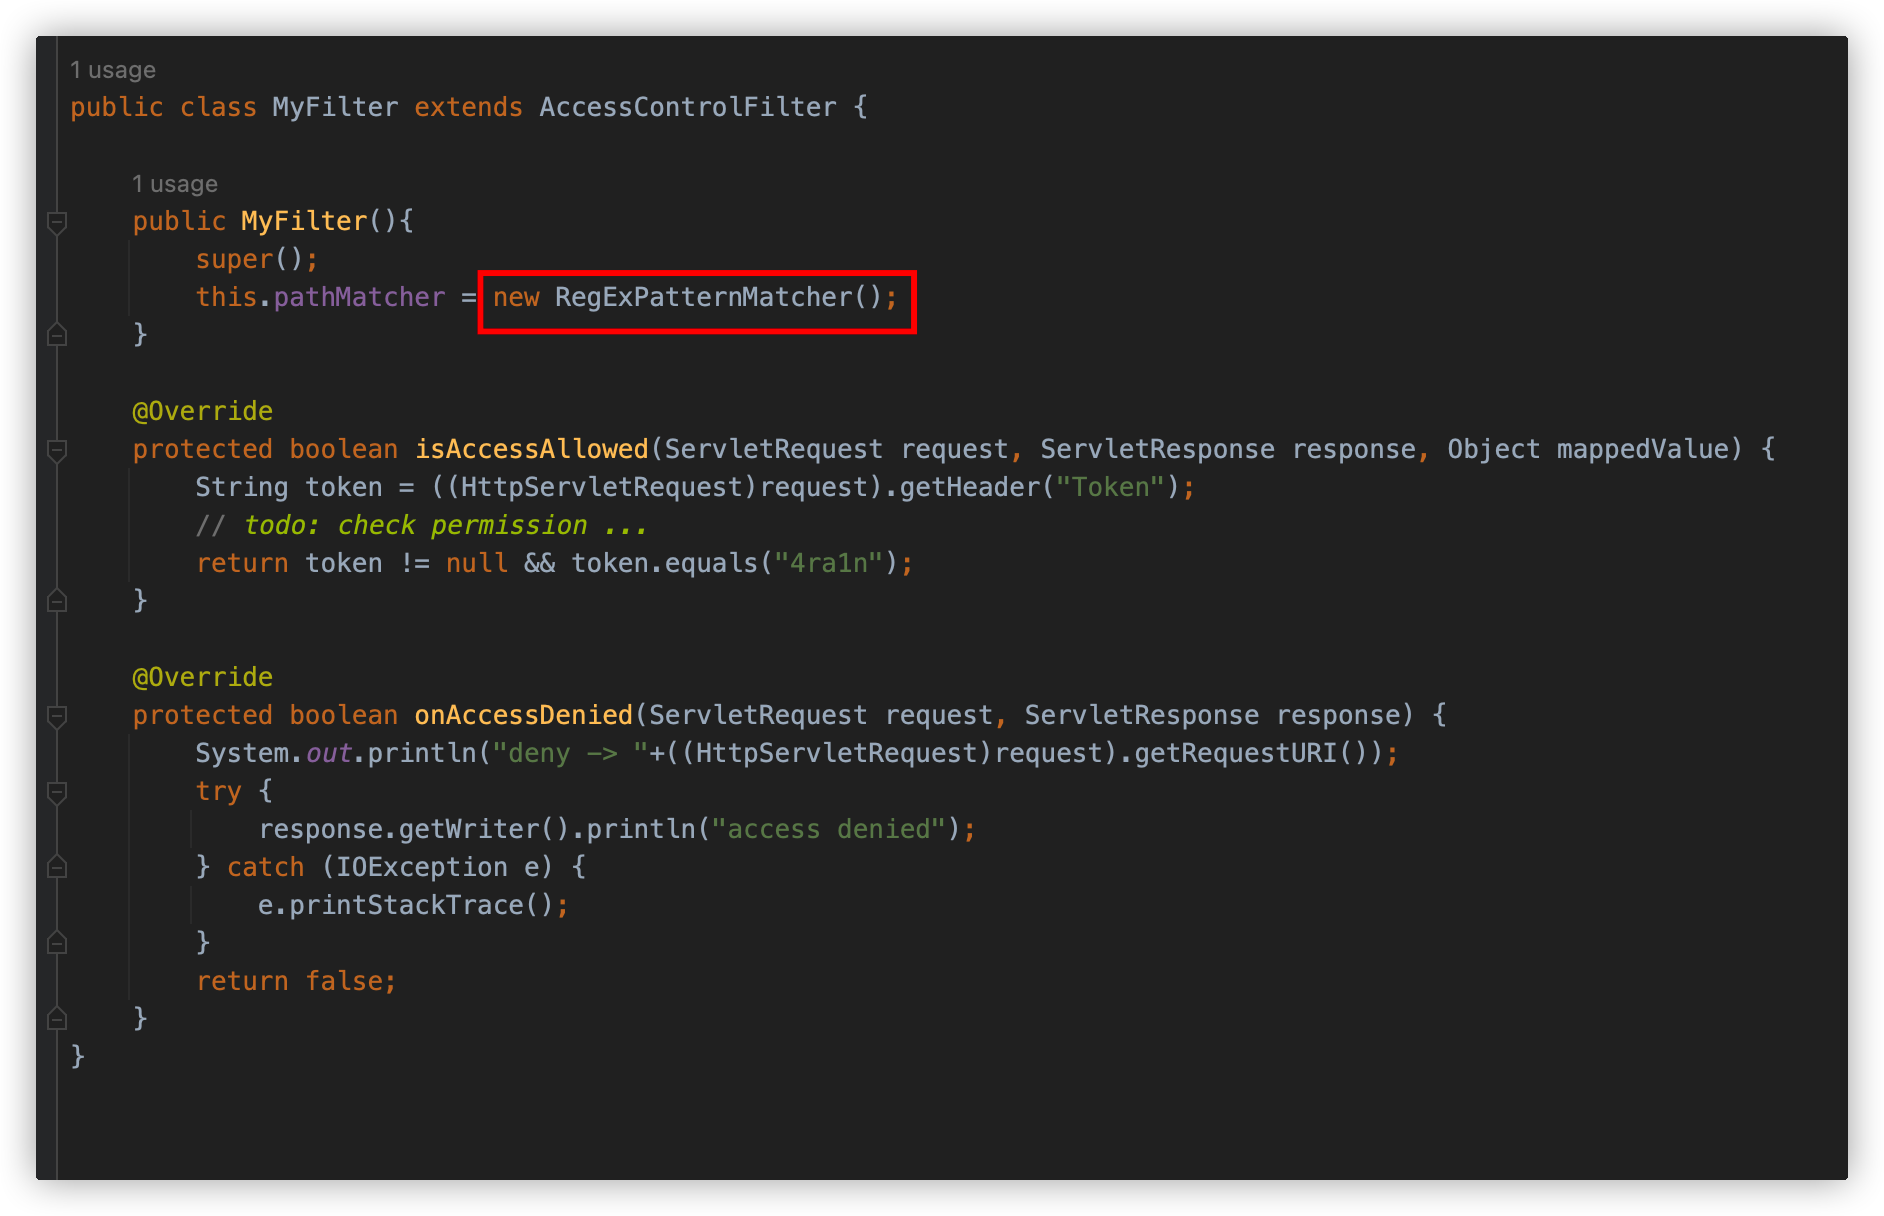 1 usage
public class MyFilter extends AccessControlFilter {
1 usage
public MyFilter(){
super();
this.pathMatcher = new RegExPatternMatcher();
}
@Override
protected boolean isAccessAllowed(ServletRequest request, ServletResponse response, Object mappedValue) {
String token = ((HttpServletRequest)request).getHeader("Token");
// todo: check permission ...
return token != null && token.equals("4ra1n");
}
@Override
protected boolean onAccessDenied(ServletRequest request, ServletResponse response) {
System.out.println("deny -> "+((HttpServletRequest)request).getRequestURI());
try {
response.getWriter().println("access denied");
} catch (IOException e) {
e.printStackTrace();
}
return false;
}
}